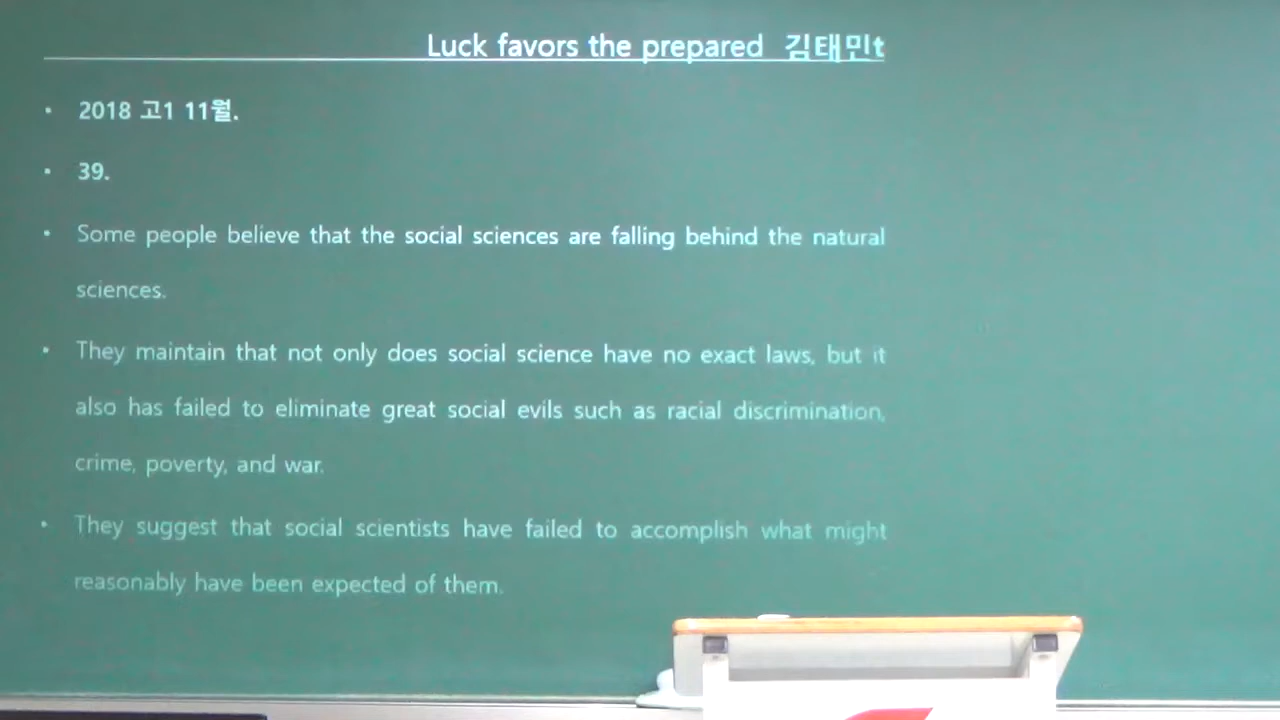 Luck favors the prepared 김태민t
• 2018 고1 11월.
• 39.
• Some people believe that the social sciences are falling behind the natural
sciences.
• They maintain that not only does social science have no exact laws, but it
also has failed to eliminate great social evils such as racial discrimination,
crime, poverty, and war.
• They suggest that social scientists have failed to accomplish what might
reasonably have been expected of them.